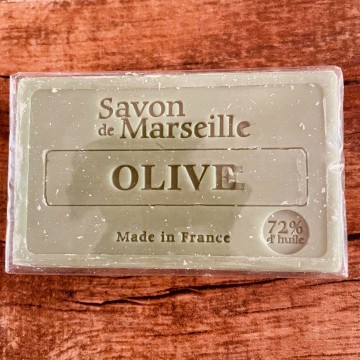 Savon
de Marseille
OLIVE
Made in France
72%
d'huile